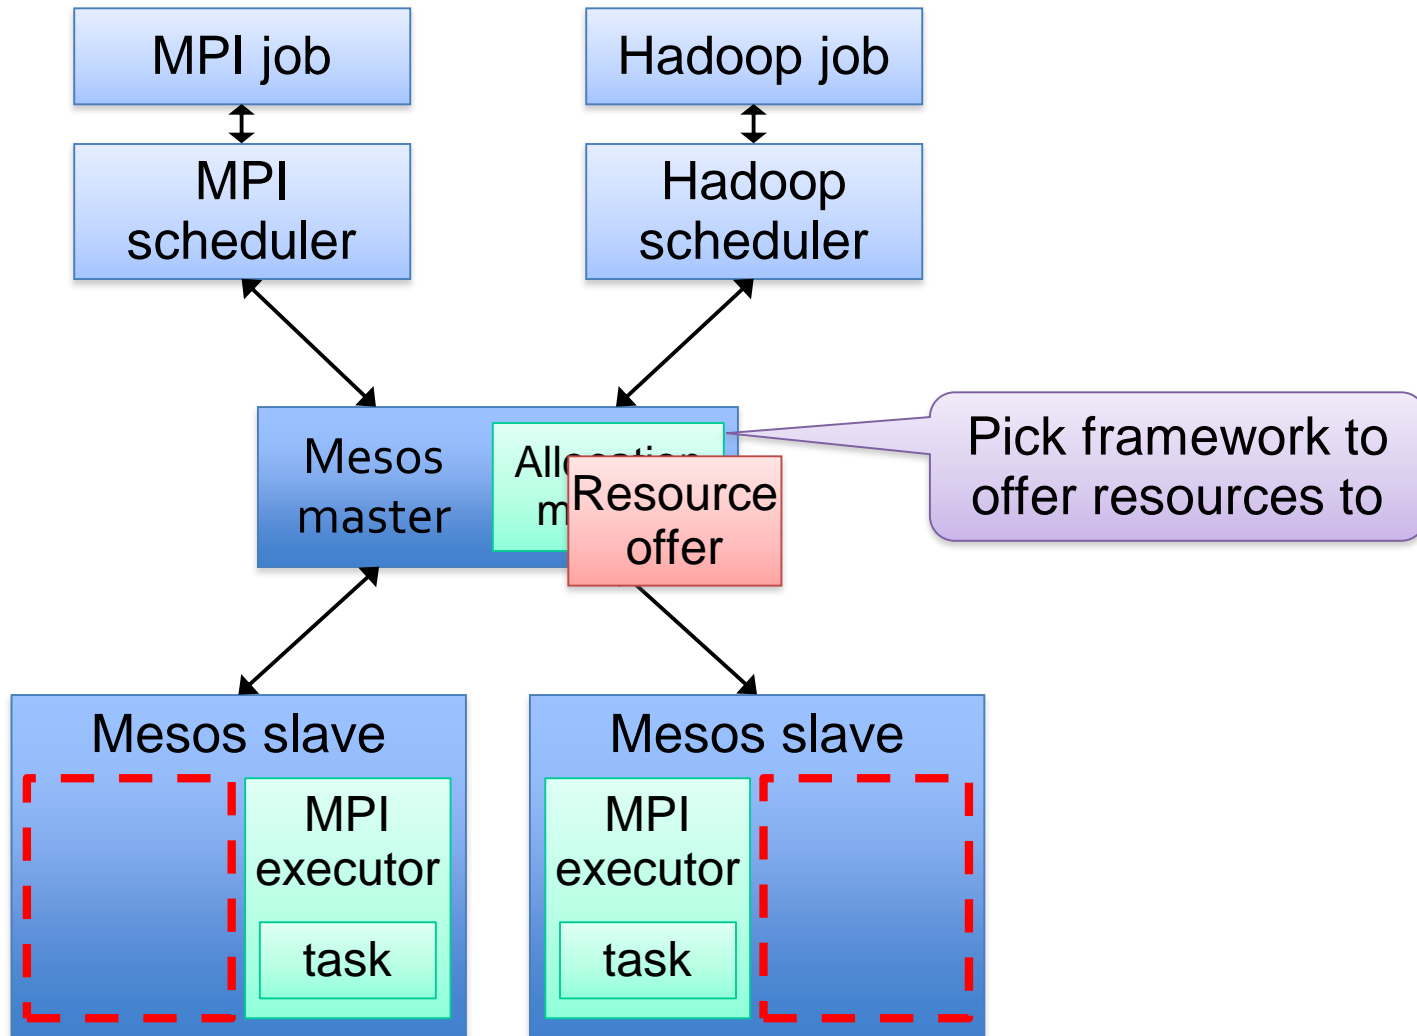 MPI job
Hadoop job
MPI
scheduler
Hadoop
scheduler
Mesos
master
Allocation
Resource
offer
Pick framework to
offer resources to
Mesos slave
MPI
executor
task
Mesos slave
MPI
executor
task